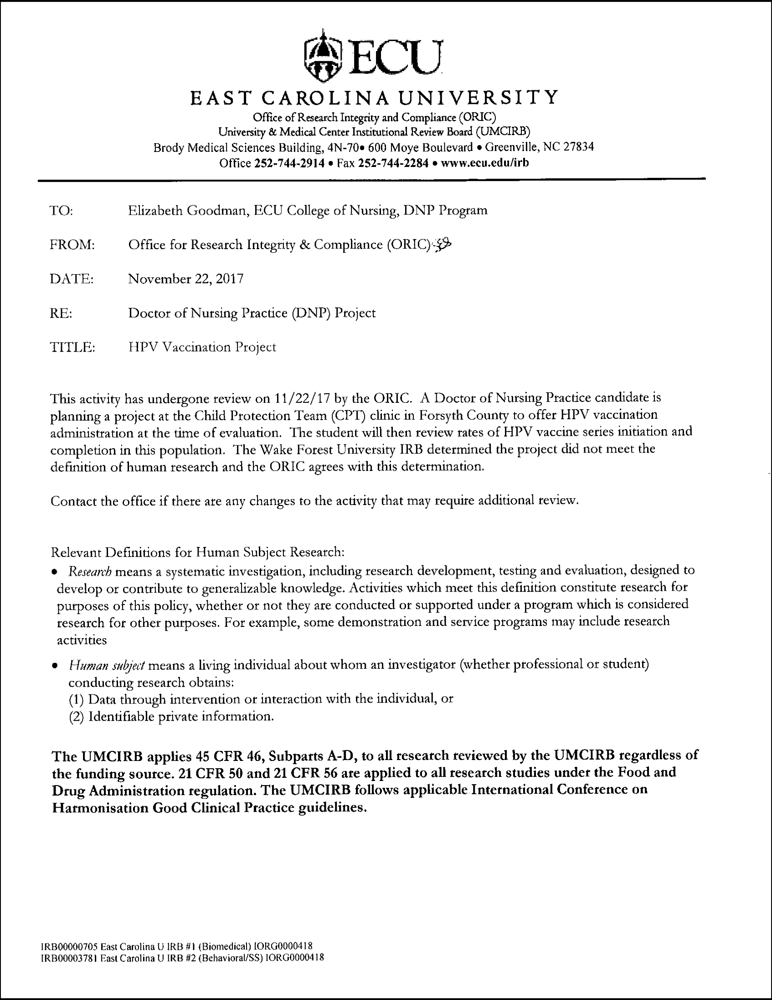 ECU
EAST CAROLINA UNIVERSITY
Office of Research Integrity and Compliance (ORIC)
University & Medical Center Institutional Review Board (UMCIRB)
Brody Medical Sciences Building, 4N-70• 600 Moye Boulevard • Greenville, NC 27834
Office 252-744-2914 • Fax 252-744-2284 • www.ecu.edu/irb
TO: Elizabeth Goodman, ECU College of Nursing, DNP Program
FROM: Office for Research Integrity & Compliance (ORIC)
DATE: November 22, 2017
RE: Doctor of Nursing Practice (DNP) Project
TITLE: HPV Vaccination Project
This activity has undergone review on 11/22/17 by the ORIC. A Doctor of Nursing Practice candidate is
planning a project at the Child Protection Team (CPT) clinic in Forsyth County to offer HPV vaccination
administration at the time of evaluation. The student will then review rates of HPV vaccine series initiation and
completion in this population. The Wake Forest University IRB determined the project did not meet the
definition of human research and the ORIC agrees with this determination.
Contact the office if there are any changes to the activity that may require additional review.
Relevant Definitions for Human Subject Research:
• Research means a systematic investigation, including research development, testing and evaluation, designed to
develop or contribute to generalizable knowledge. Activities which meet this definition constitute research for
purposes of this policy, whether or not they are conducted or supported under a program which is considered
research for other purposes. For example, some demonstration and service programs may include research
activities
• Human subject means a living individual about whom an investigator (whether professional or student)
conducting research obtains:
(1) Data through intervention or interaction with the individual, or
(2) Identifiable private information.
The UMCIRB applies 45 CFR 46, Subparts A-D, to all research reviewed by the UMCIRB regardless of
the funding source. 21 CFR 50 and 21 CFR 56 are applied to all research studies under the Food and
Drug Administration regulation. The UMCIRB follows applicable International Conference on
Harmonisation Good Clinical Practice guidelines.
IRB00000705 East Carolina U IRB #1 (Biomedical) IORG0000418
IRB00003781 East Carolina U IRB #2 (Behavioral/SS) IORG0000418